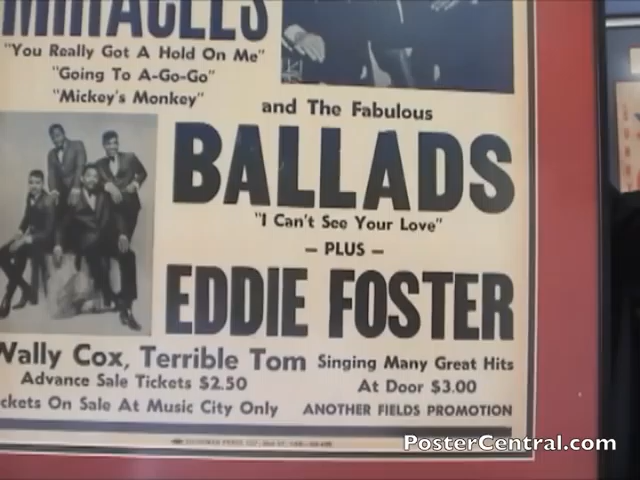 MIRACLES
"You Really Got A Hold On Me"
"Going To A-Go-Go"
"Mickey's Monkey"
and The Fabulous
BALLADS
"I Can't See Your Love"
— PLUS —
EDDIE FOSTER
Wally Cox, Terrible Tom
Singing Many Great Hits
Advance Sale Tickets $2.50
At Door $3.00
ckets On Sale At Music City Only
ANOTHER FIELDS PROMOTION
PosterCentral.com